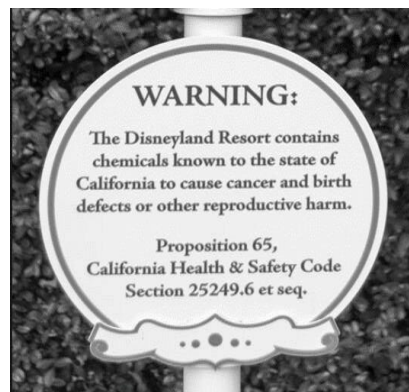 WARNING:
The Disneyland Resort contains
chemicals known to the state of
California to cause cancer and birth
defects or other reproductive harm.
Proposition 65,
California Health & Safety Code
Section 25249.6 et seq.